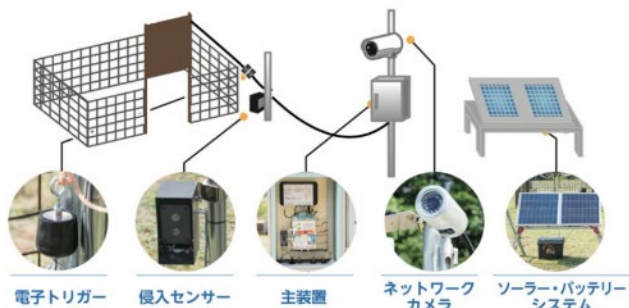 電子トリガー
侵入センサー
主装置
ネットワーク
カメラ
ソーラー・バッテリー
システム